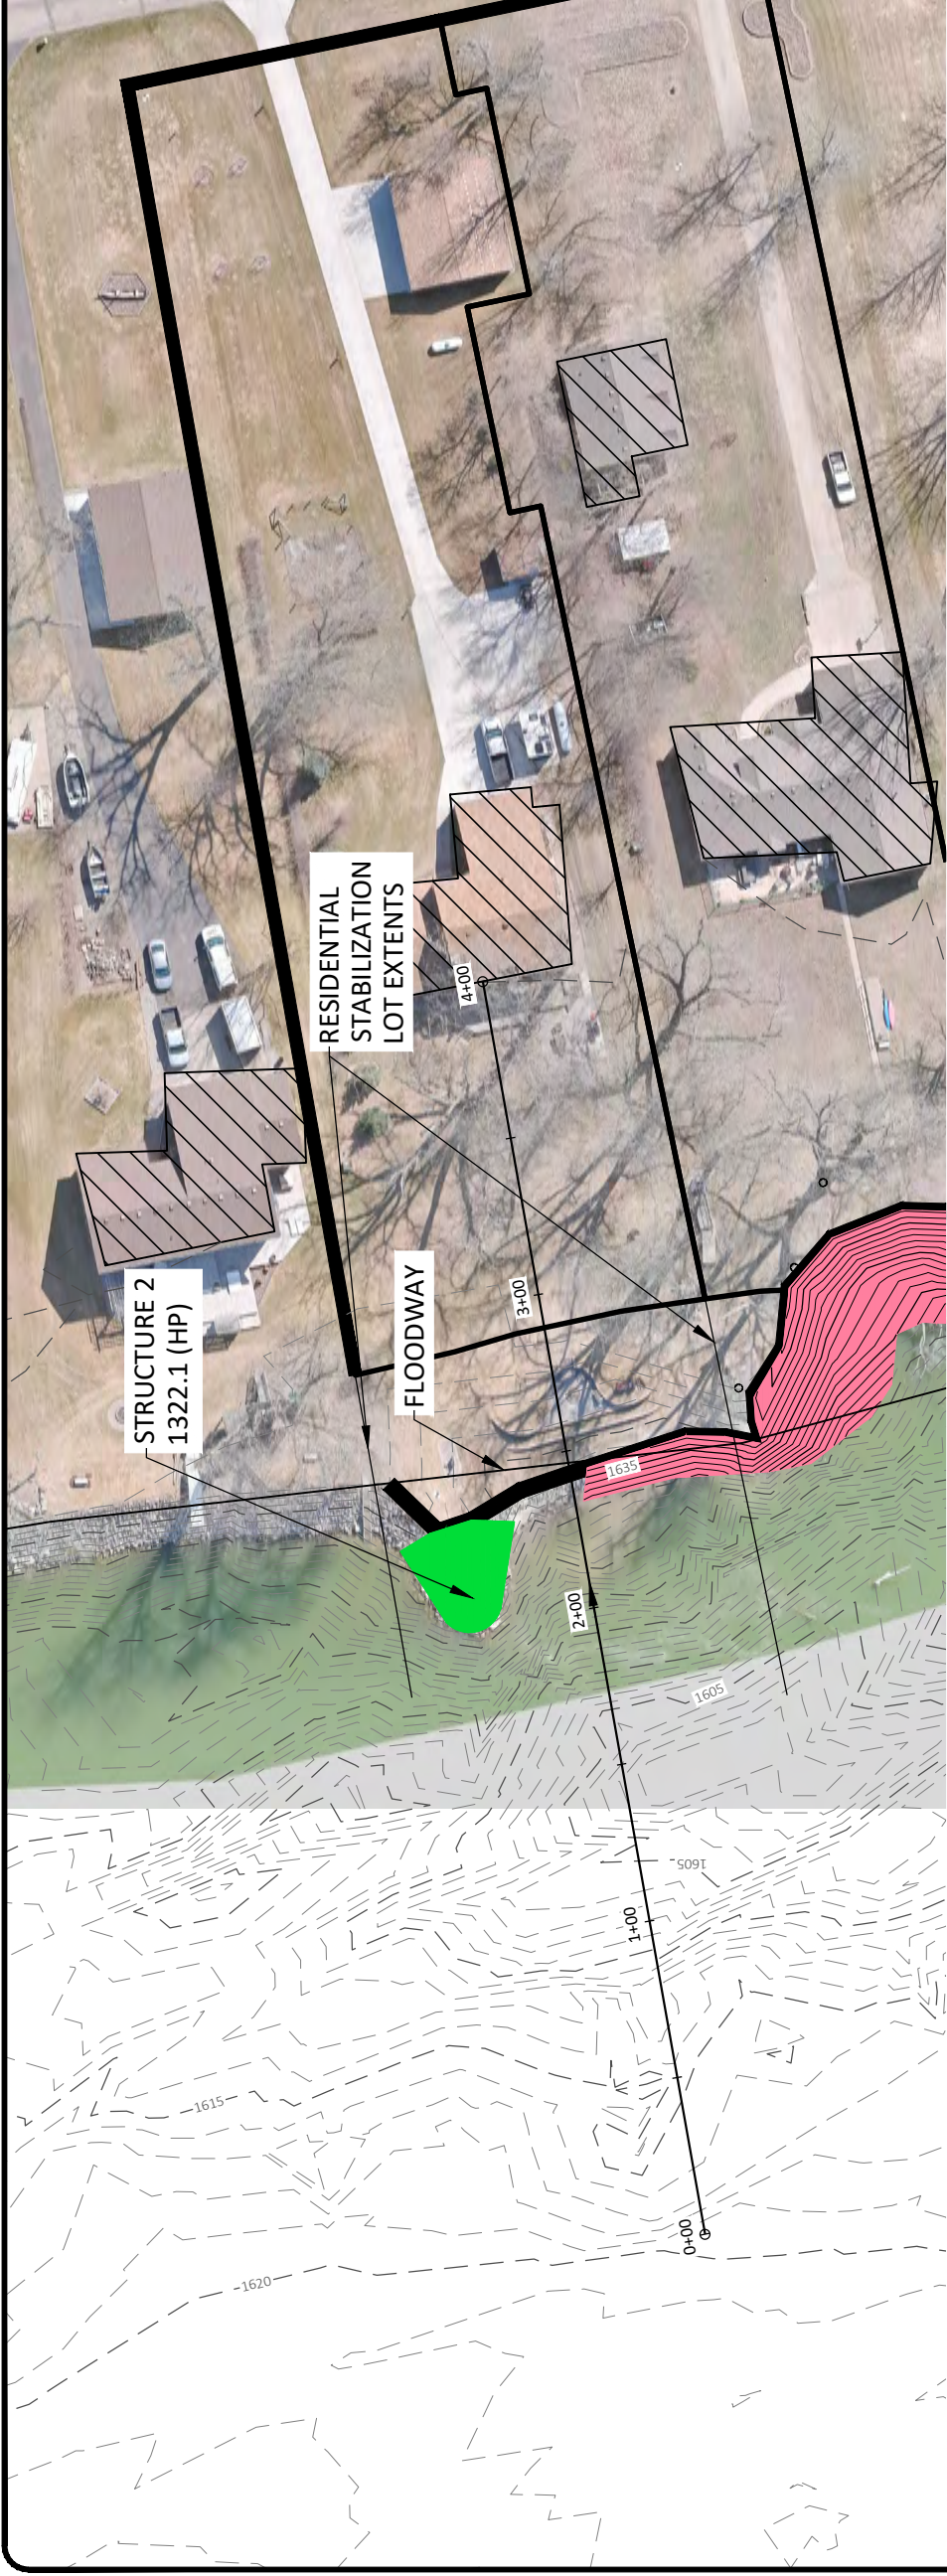 RESIDENTIAL
STABILIZATION
LOT EXTENTS
STRUCTURE 2
1322.1 (HP)
FLOODWAY
4+00
3+00
1635
2+00
1605
1605
1+00
1615
0+00
1620